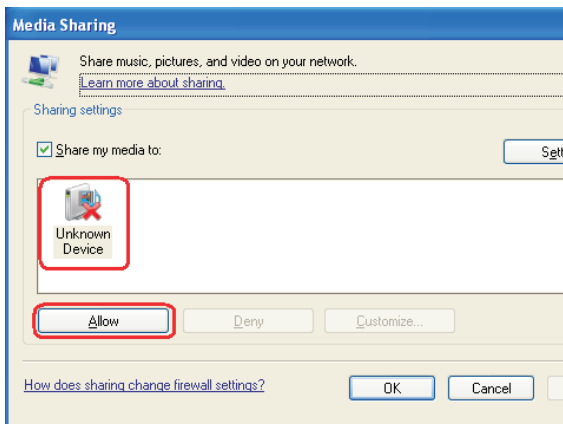 Media Sharing
Share music, pictures, and video on your network.
Learn more about sharing.
Sharing settings
Share my media to:
Sett
Unknown
Device
Allow
Deny
Customize...
How does sharing change firewall settings?
OK
Cancel